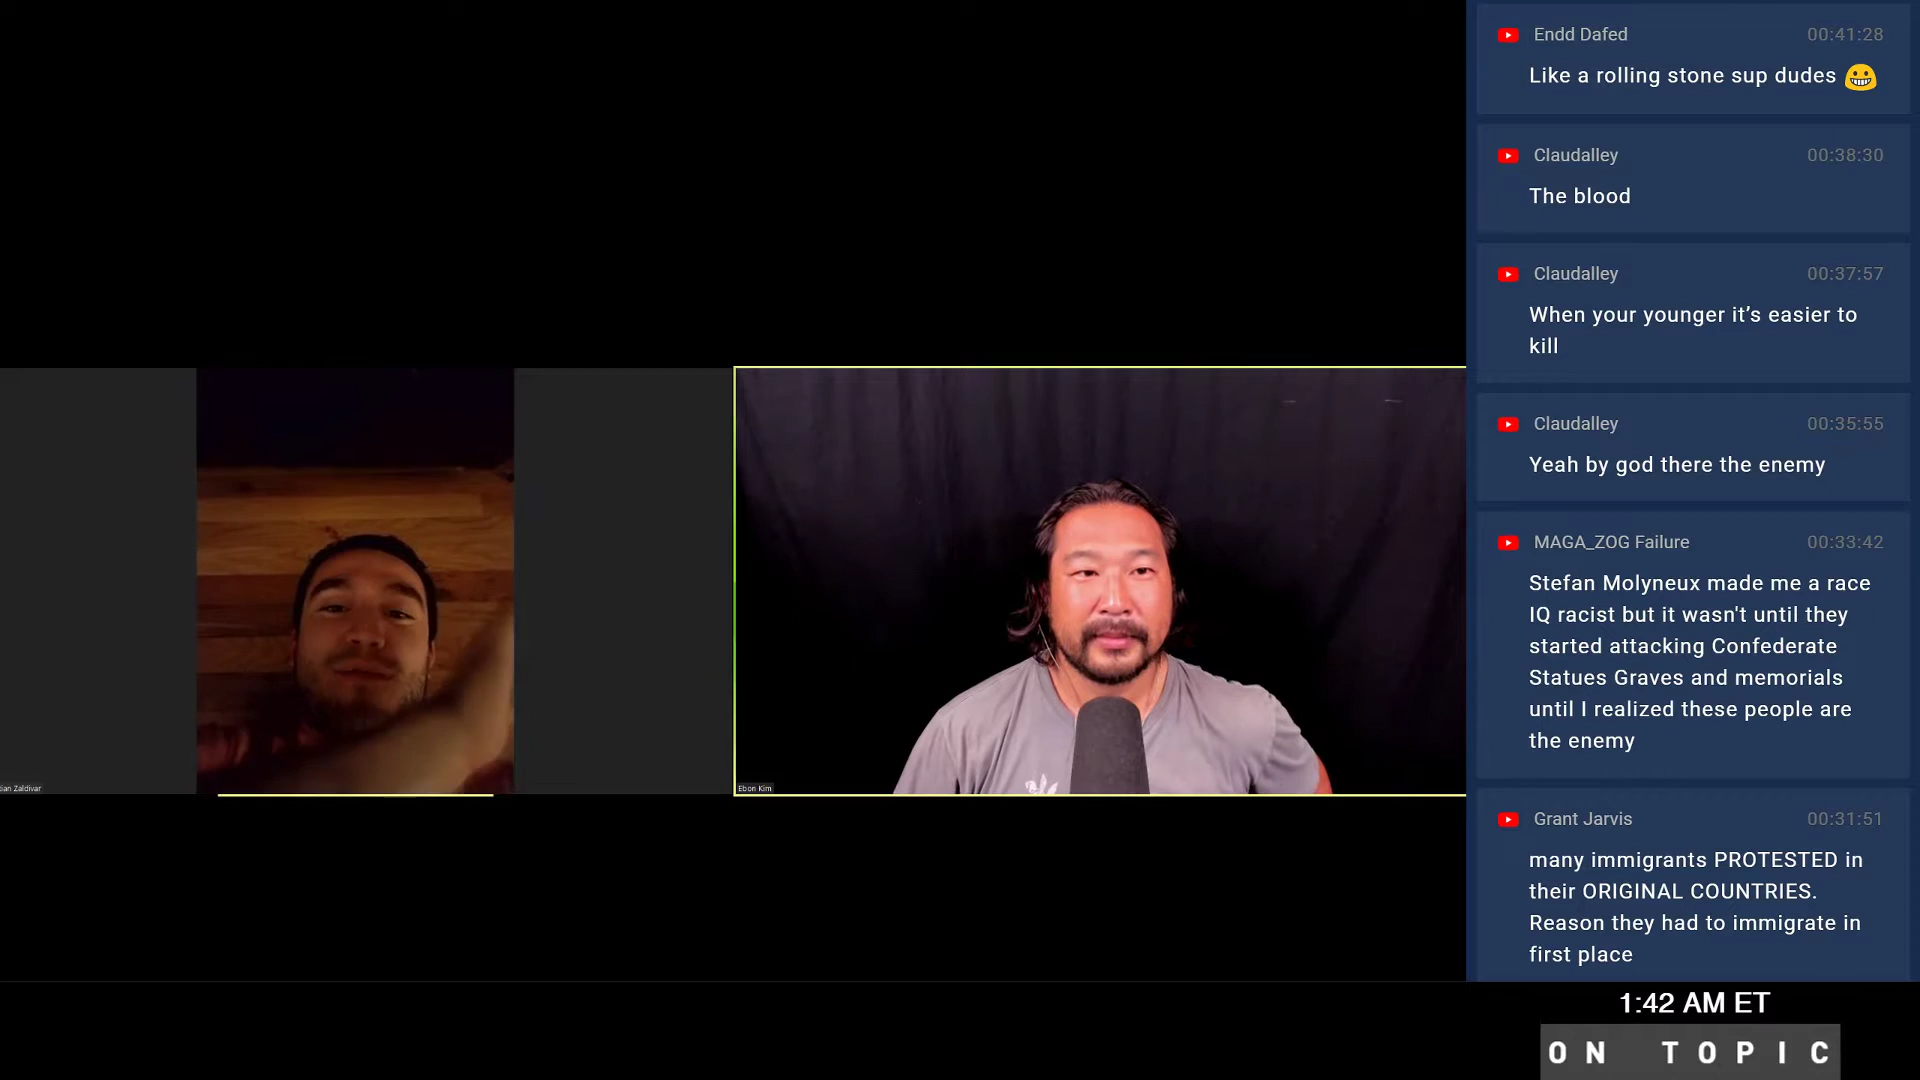 Endd Dafed 00:41:28
Like a rolling stone sup dudes 😀
Claudalley 00:38:30
The blood
Claudalley 00:37:57
When your younger it’s easier to
kill
Claudalley 00:35:55
Yeah by god there the enemy
MAGA_ZOG Failure 00:33:42
Stefan Molyneux made me a race
IQ racist but it wasn't until they
started attacking Confederate
Statues Graves and memorials
until I realized these people are
the enemy
Grant Jarvis 00:31:51
many immigrants PROTESTED in
their ORIGINAL COUNTRIES.
Reason they had to immigrate in
first place
ian Zaldivar
Ebon Kim
1:42 AM ET
ON TOPIC